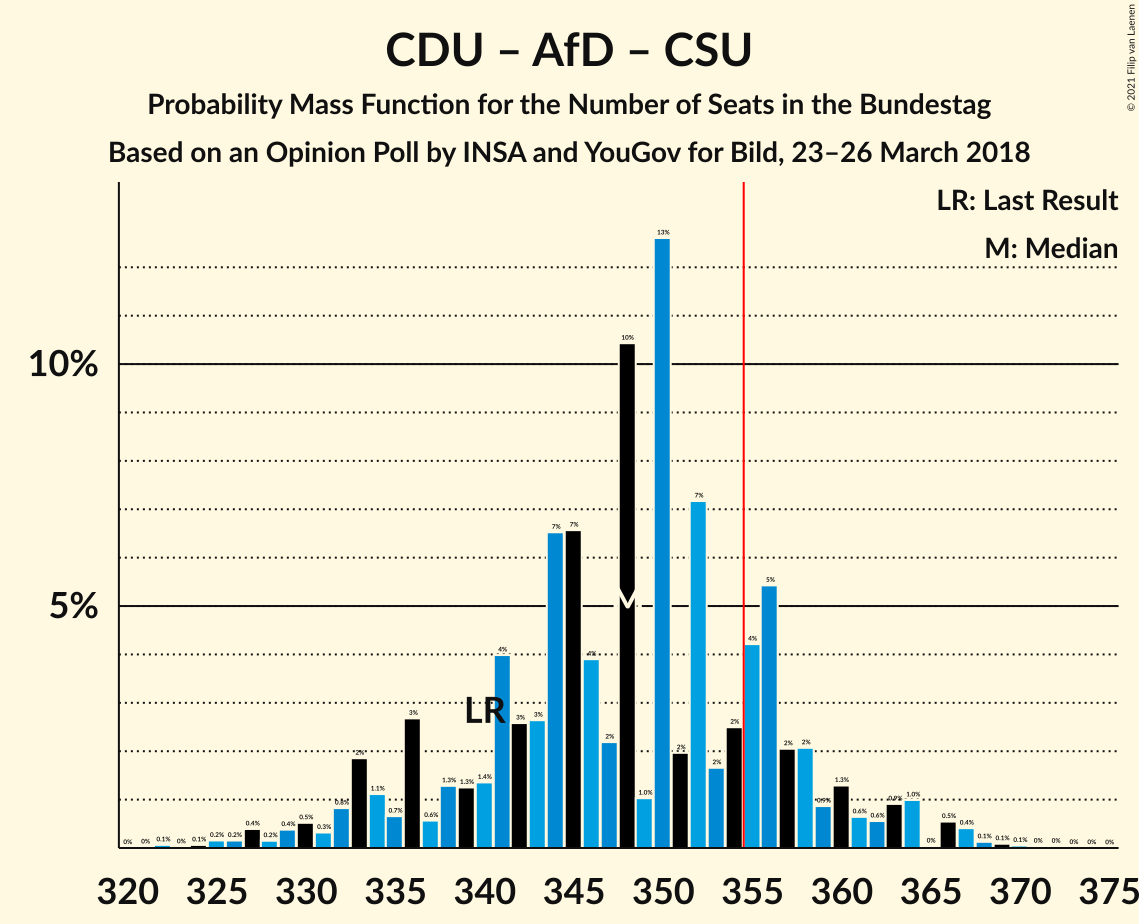 © 2021 Filip van Laenen
CDU – AfD – CSU
Probability Mass Function for the Number of Seats in the Bundestag
Based on an Opinion Poll by INSA and YouGov for Bild, 23–26 March 2018
LR: Last Result
M: Median
10%
5%
0% 0% 0.1% 0% 0.1% 0.2% 0.2% 0.4% 0.2% 0.4% 0.5% 0.3% 0.8% 2% 1.1% 0.7% 3% 0.6% 1.3% 1.3% 1.4% 4% 3% 3% 7% 7% 4% 2% 10% 1.0% 13% 2% 7% 2% 2% 4% 5% 2% 2% 0.9% 1.3% 0.6% 0.6% 0.9% 1.0% 0% 0.5% 0.4% 0.1% 0.1% 0.1% 0% 0% 0% 0% 0%
LR
M
320 325 330 335 340 345 350 355 360 365 370 375